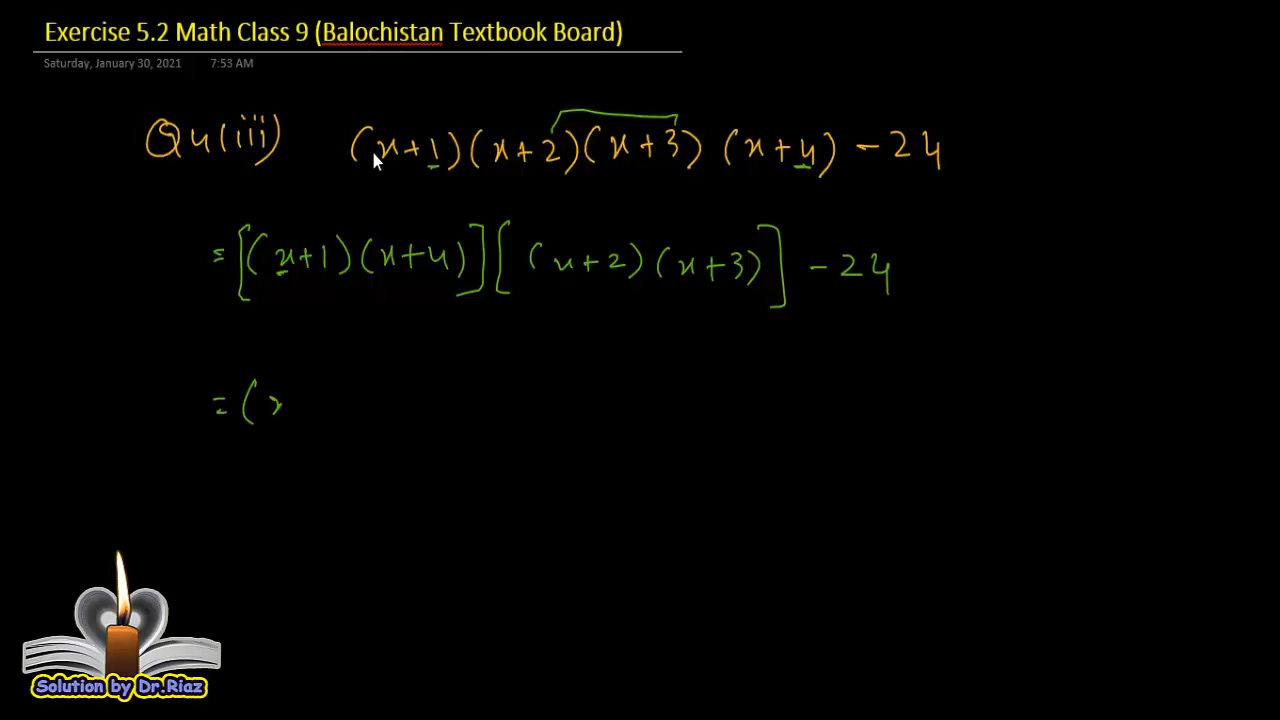 Exercise 5.2 Math Class 9 (Balochistan Textbook Board)
Saturday, January 30, 2021 7:53 AM
Qu(iii) (x+1)(x+2)(x+3)(x+4) - 24
= [(x+1)(x+4)][(x+2)(x+3)] - 24
= (x
Solution by Dr.Riaz